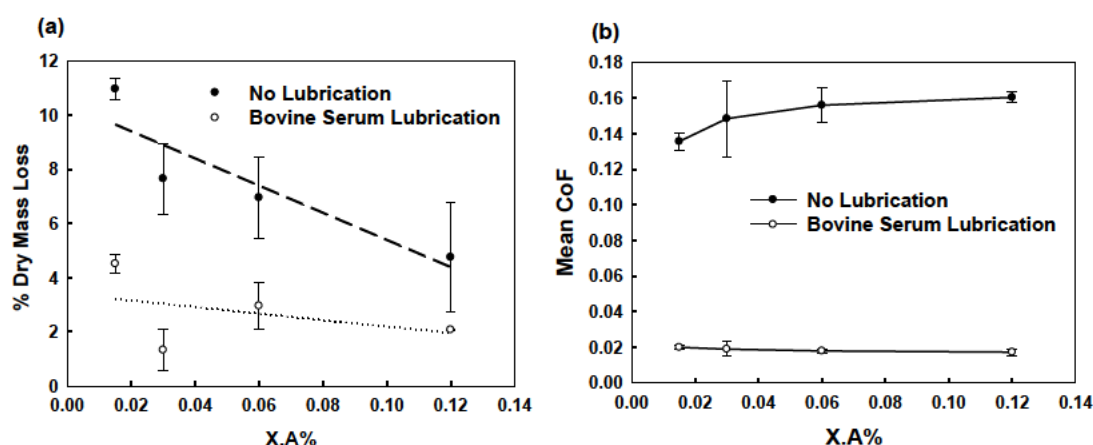 (a)
12
10
8
6
4
2
0
% Dry Mass Loss
No Lubrication
Bovine Serum Lubrication
0.00 0.02 0.04 0.06 0.08 0.10 0.12 0.14
X.A%
(b)
0.18
0.16
0.14
0.12
0.10
0.08
0.06
0.04
0.02
0.00
Mean CoF
No Lubrication
Bovine Serum Lubrication
0.00 0.02 0.04 0.06 0.08 0.10 0.12 0.14
X.A%